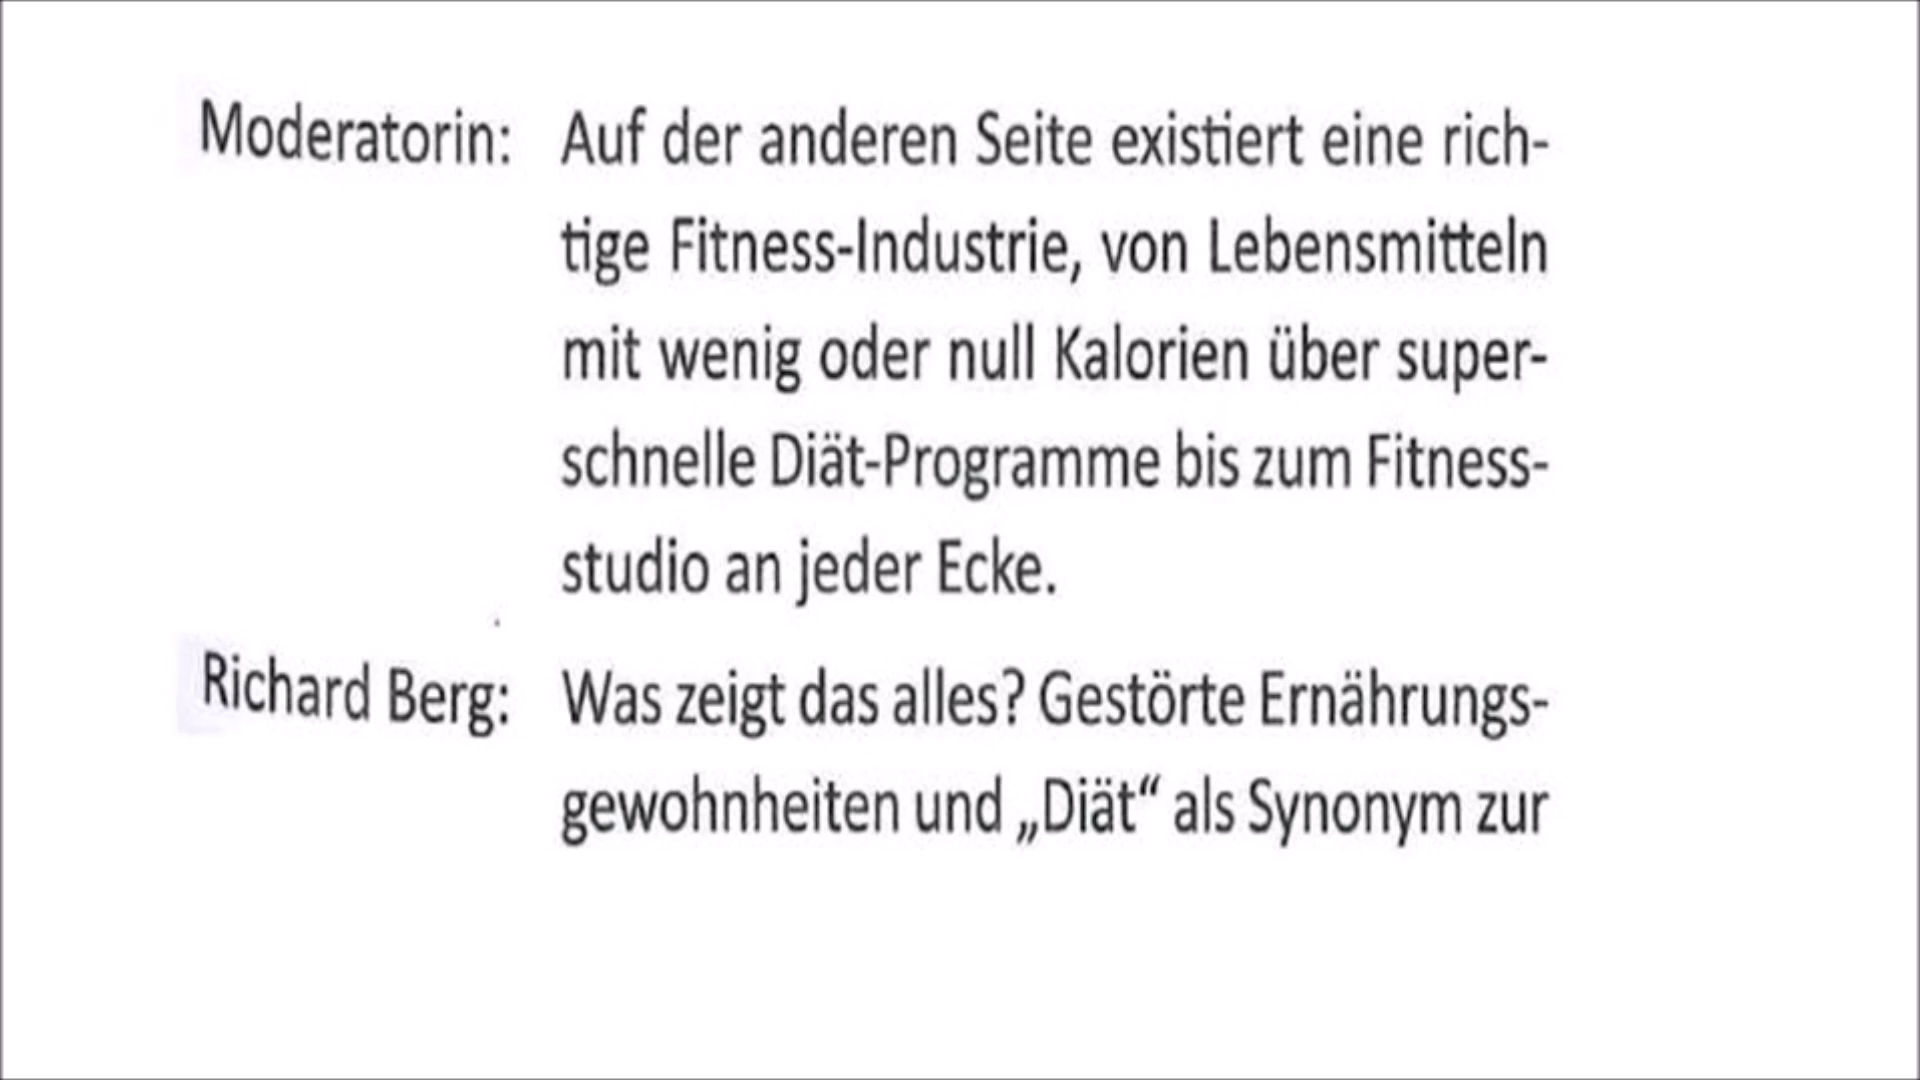 Moderatorin: Auf der anderen Seite existiert eine rich-
tige Fitness-Industrie, von Lebensmitteln
mit wenig oder null Kalorien über super-
schnelle Diät-Programme bis zum Fitness-
studio an jeder Ecke.
Richard Berg: Was zeigt das alles? Gestörte Ernährungs-
gewohnheiten und „Diät“ als Synonym zur